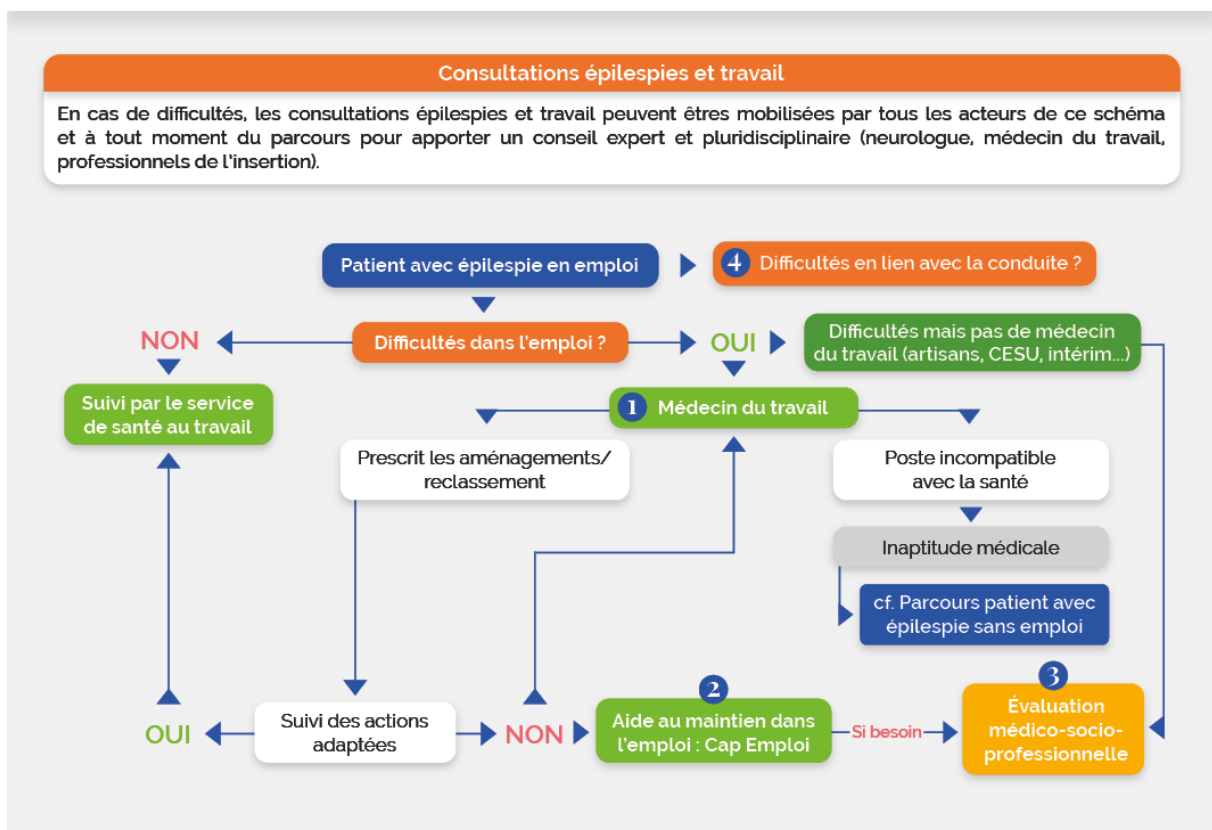 Consultations épilespies et travail
En cas de difficultés, les consultations épilespies et travail peuvent êtres mobilisées par tous les acteurs de ce schéma
et à tout moment du parcours pour apporter un conseil expert et pluridisciplinaire (neurologue, médecin du travail,
professionnels de l'insertion).
Patient avec épilespie en emploi
4 Difficultés en lien avec la conduite ?
NON
Difficultés dans l'emploi ?
OUI
Difficultés mais pas de médecin
du travail (artisans, CESU, intérim...)
Suivi par le service
de santé au travail
1 Médecin du travail
Prescrit les aménagements/
reclassement
Poste incompatible
avec la santé
Inaptitude médicale
cf. Parcours patient avec
épilespie sans emploi
OUI
Suivi des actions
adaptées
NON
2
Aide au maintien dans
l'emploi : Cap Emploi
Si besoin
3
Évaluation
médico-socio-
professionnelle